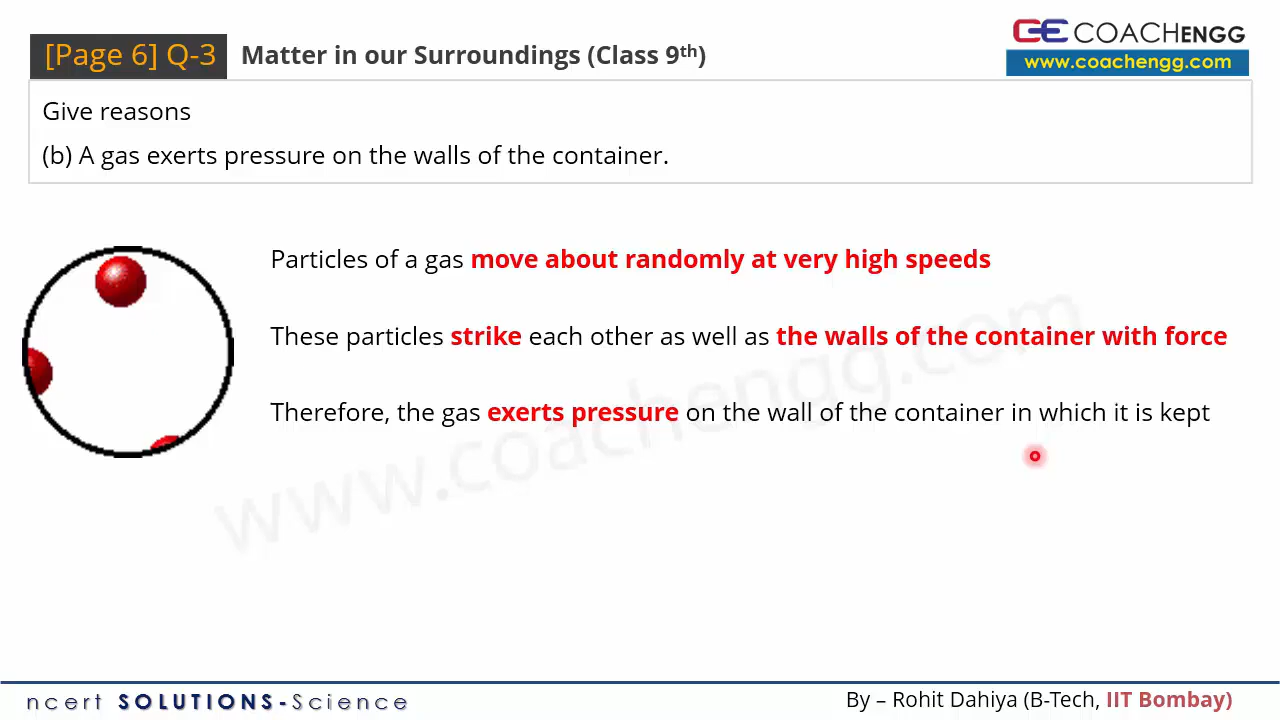 [Page 6] Q-3 Matter in our Surroundings (Class 9th)
CE COACHENGG
www.coachengg.com
Give reasons
(b) A gas exerts pressure on the walls of the container.
Particles of a gas move about randomly at very high speeds
These particles strike each other as well as the walls of the container with force
Therefore, the gas exerts pressure on the wall of the container in which it is kept
www.coachengg.com
ncert SOLUTIONS-Science
By – Rohit Dahiya (B-Tech, IIT Bombay)